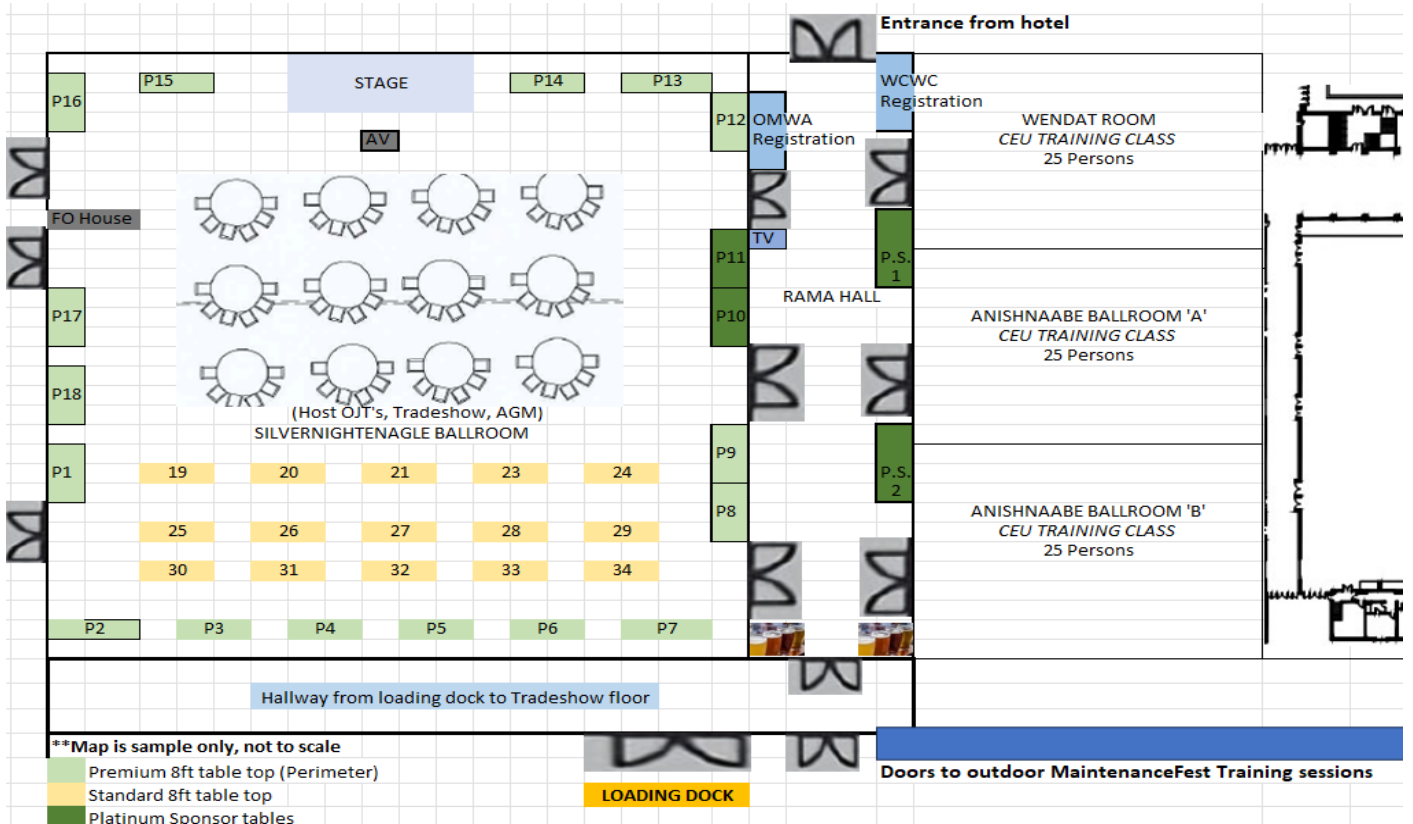 Entrance from hotel
P15
STAGE
P14
P13
WCWC
Registration
P16
P12
OMWA
Registration
AV
WENDAT ROOM
CEU TRAINING CLASS
25 Persons
FO House
TV
P11
P.S.
1
RAMA HALL
P17
P10
ANISHNAABE BALLROOM 'A'
CEU TRAINING CLASS
25 Persons
P18
(Host OJT's, Tradeshow, AGM)
SILVERNIGHTENAGLE BALLROOM
P9
P1
19
20
21
23
24
P.S.
2
P8
25
26
27
28
29
ANISHNAABE BALLROOM 'B'
CEU TRAINING CLASS
25 Persons
30
31
32
33
34
P2
P3
P4
P5
P6
P7
Hallway from loading dock to Tradeshow floor
**Map is sample only, not to scale
Premium 8ft table top (Perimeter)
Doors to outdoor MaintenanceFest Training sessions
Standard 8ft table top
LOADING DOCK
Platinum Sponsor tables